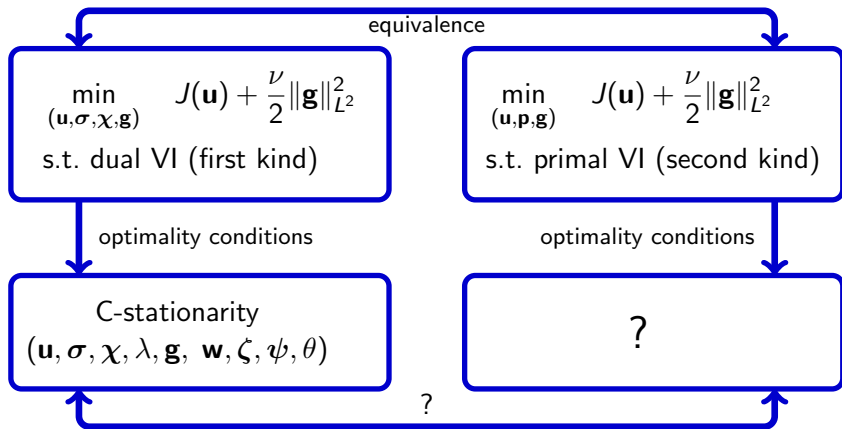 equivalence
min_{(𝐮,𝝈,𝝌,𝐠)} J(𝐮) + ν/2 ‖𝐠‖²_{L²}
s.t. dual VI (first kind)
min_{(𝐮,𝐩,𝐠)} J(𝐮) + ν/2 ‖𝐠‖²_{L²}
s.t. primal VI (second kind)
optimality conditions
optimality conditions
C-stationarity
(𝐮, 𝝈, 𝝌, λ, 𝐠, 𝐰, 𝜻, 𝝍, θ)
?
?